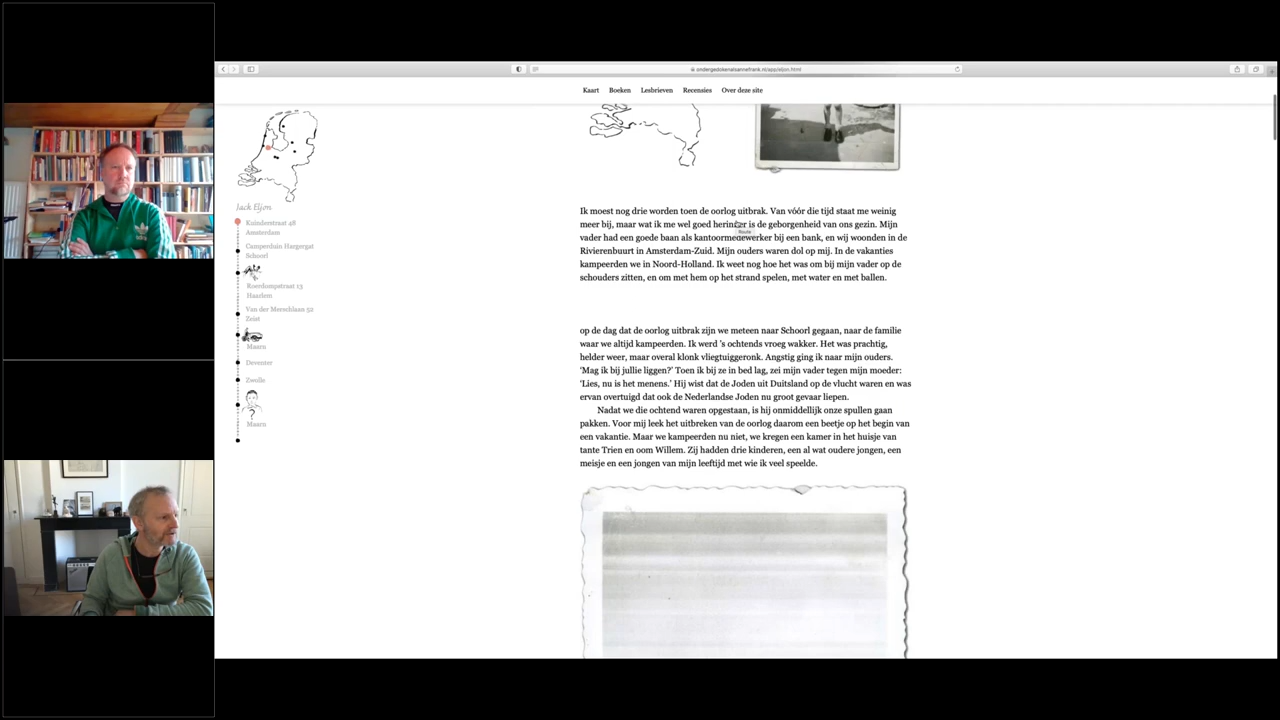 ondergedokenalsannefrank.nl/app/eljon.html
Kaart Boeken Lesbrieven Recensies Over deze site
Jack Eljon
Kuinderstraat 48
Amsterdam
Camperduin Hargergat
Schoorl
Roerdompstraat 13
Haarlem
Van der Merschlaan 52
Zeist
Maarn
Deventer
Zwolle
?
Maarn
Ik moest nog drie worden toen de oorlog uitbrak. Van vóór die tijd staat me weinig
meer bij, maar wat ik me wel goed herinner is de geborgenheid van ons gezin. Mijn
vader had een goede baan als kantoormedewerker bij een bank, en wij woonden in de
Route
Rivierenbuurt in Amsterdam-Zuid. Mijn ouders waren dol op mij. In de vakanties
kampeerden we in Noord-Holland. Ik weet nog hoe het was om bij mijn vader op de
schouders zitten, en om met hem op het strand spelen, met water en met ballen.
op de dag dat de oorlog uitbrak zijn we meteen naar Schoorl gegaan, naar de familie
waar we altijd kampeerden. Ik werd ’s ochtends vroeg wakker. Het was prachtig,
helder weer, maar overal klonk vliegtuiggeronk. Angstig ging ik naar mijn ouders.
‘Mag ik bij jullie liggen?’ Toen ik bij ze in bed lag, zei mijn vader tegen mijn moeder:
‘Lies, nu is het menens.’ Hij wist dat de Joden uit Duitsland op de vlucht waren en was
ervan overtuigd dat ook de Nederlandse Joden nu groot gevaar liepen.
Nadat we die ochtend waren opgestaan, is hij onmiddellijk onze spullen gaan
pakken. Voor mij leek het uitbreken van de oorlog daarom een beetje op het begin van
een vakantie. Maar we kampeerden nu niet, we kregen een kamer in het huisje van
tante Trien en oom Willem. Zij hadden drie kinderen, een al wat oudere jongen, een
meisje en een jongen van mijn leeftijd met wie ik veel speelde.